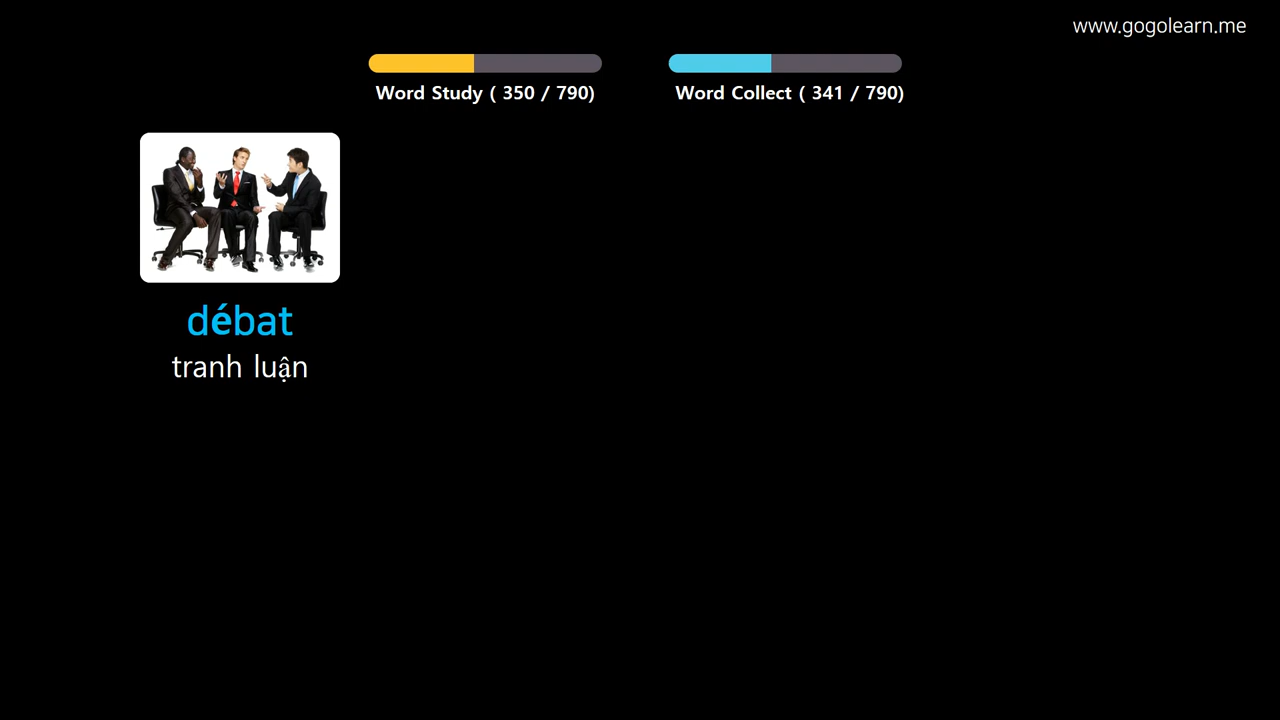 www.gogolearn.me
Word Study ( 350 / 790)
Word Collect ( 341 / 790)
débat
tranh luận